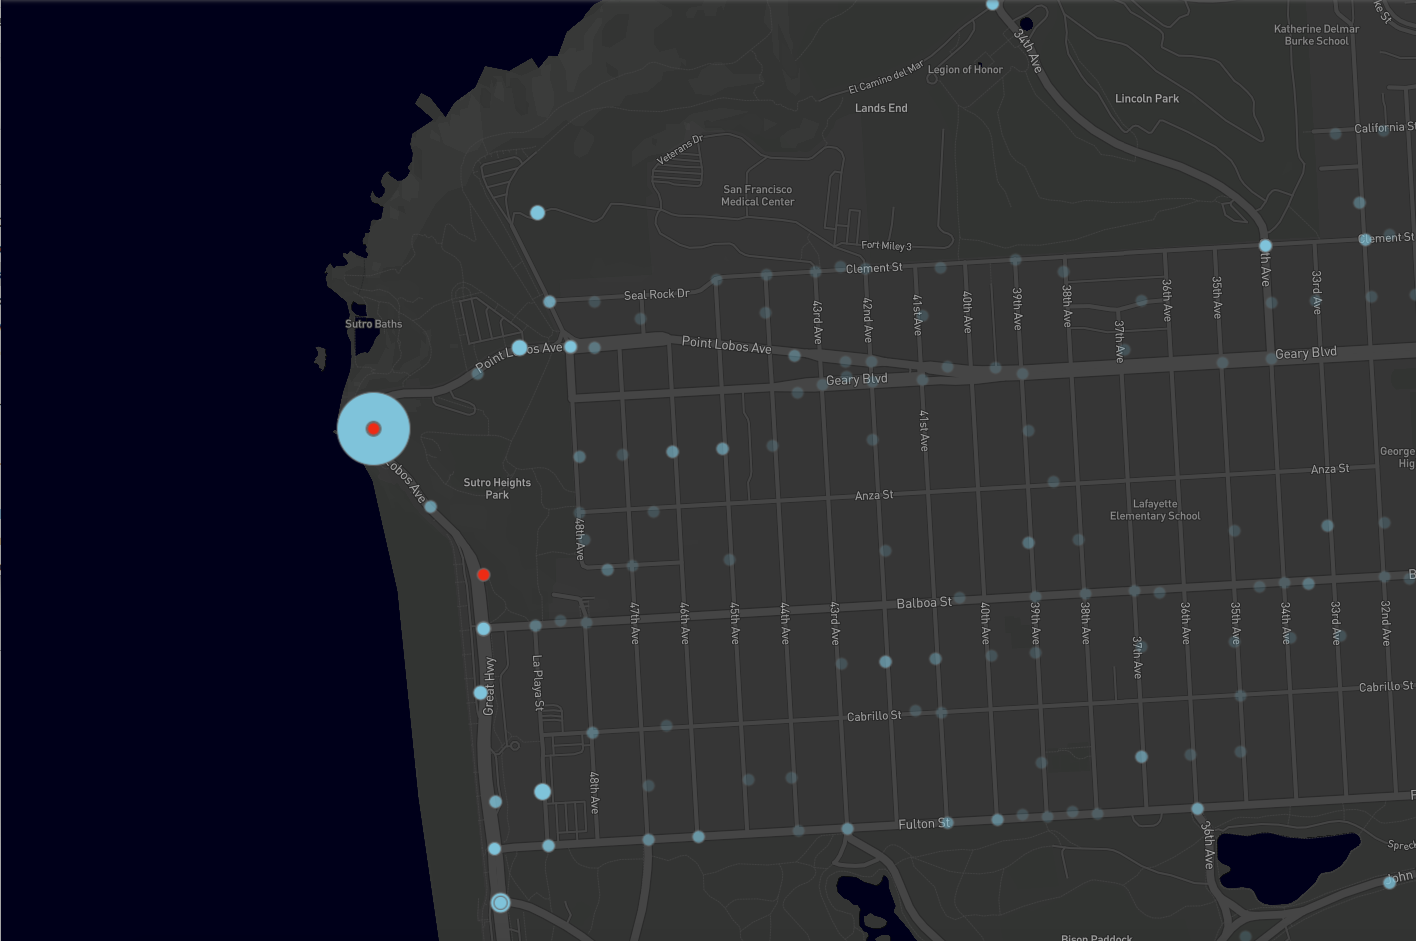 Katherine Delmar
Burke School
34th Ave
El Camino del Mar
Legion of Honor
Lands End
Lincoln Park
California St
Veterans Dr
San Francisco
Medical Center
Fort Miley 3
Clement St
Clement St
Seal Rock Dr
43rd Ave
42nd Ave
41st Ave
40th Ave
39th Ave
38th Ave
37th Ave
36th Ave
35th Ave
33rd Ave
Sutro Baths
Point Lobos Ave
Point Lobos Ave
Geary Blvd
Geary Blvd
41st Ave
Lobos Ave
Sutro Heights
Park
George
Hig
Anza St
Anza St
Lafayette
Elementary School
48th Ave
Balboa St
B
47th Ave
46th Ave
45th Ave
44th Ave
43rd Ave
40th Ave
39th Ave
38th Ave
37th Ave
36th Ave
35th Ave
34th Ave
33rd Ave
32nd Ave
Great Hwy
La Playa St
Cabrillo St
Cabrillo St
48th Ave
Fulton St
F
36th Ave
Spreck
John
Bison Paddock